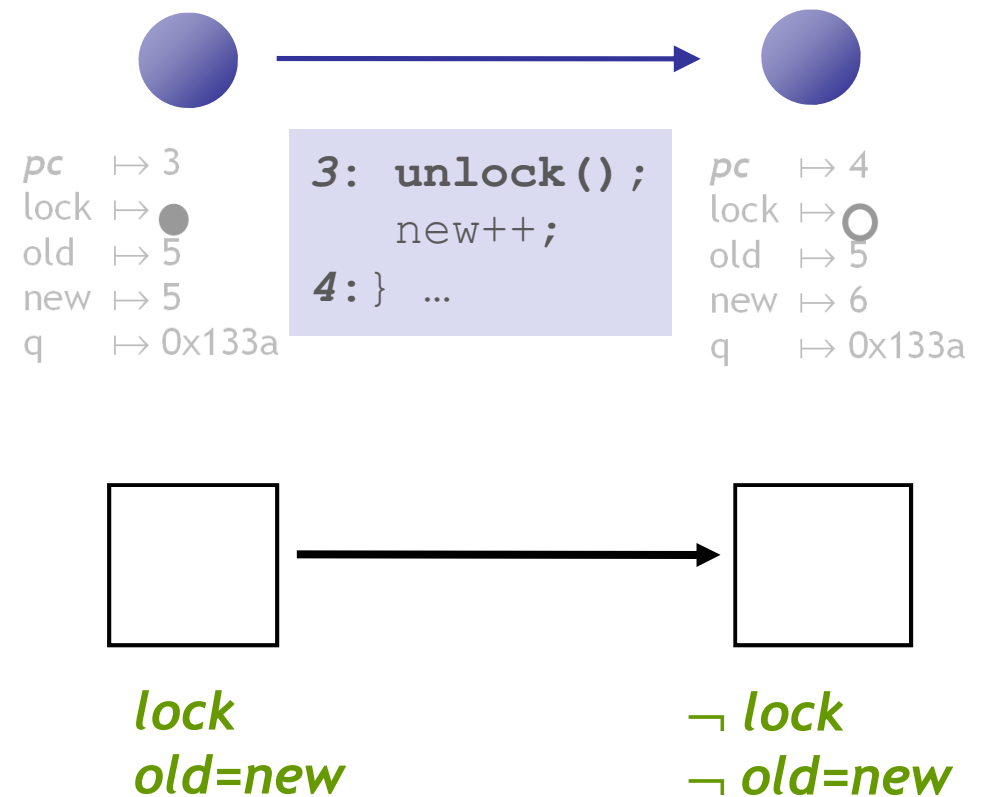 pc ↦ 3
lock ↦ ●
old ↦ 5
new ↦ 5
q ↦ 0x133a
3: unlock();
new++;
4:} …
pc ↦ 4
lock ↦ ○
old ↦ 5
new ↦ 6
q ↦ 0x133a
lock
old=new
¬ lock
¬ old=new